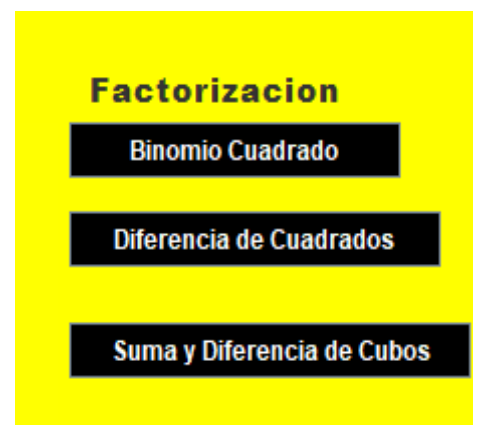 Factorizacion
Binomio Cuadrado
Diferencia de Cuadrados
Suma y Diferencia de Cubos